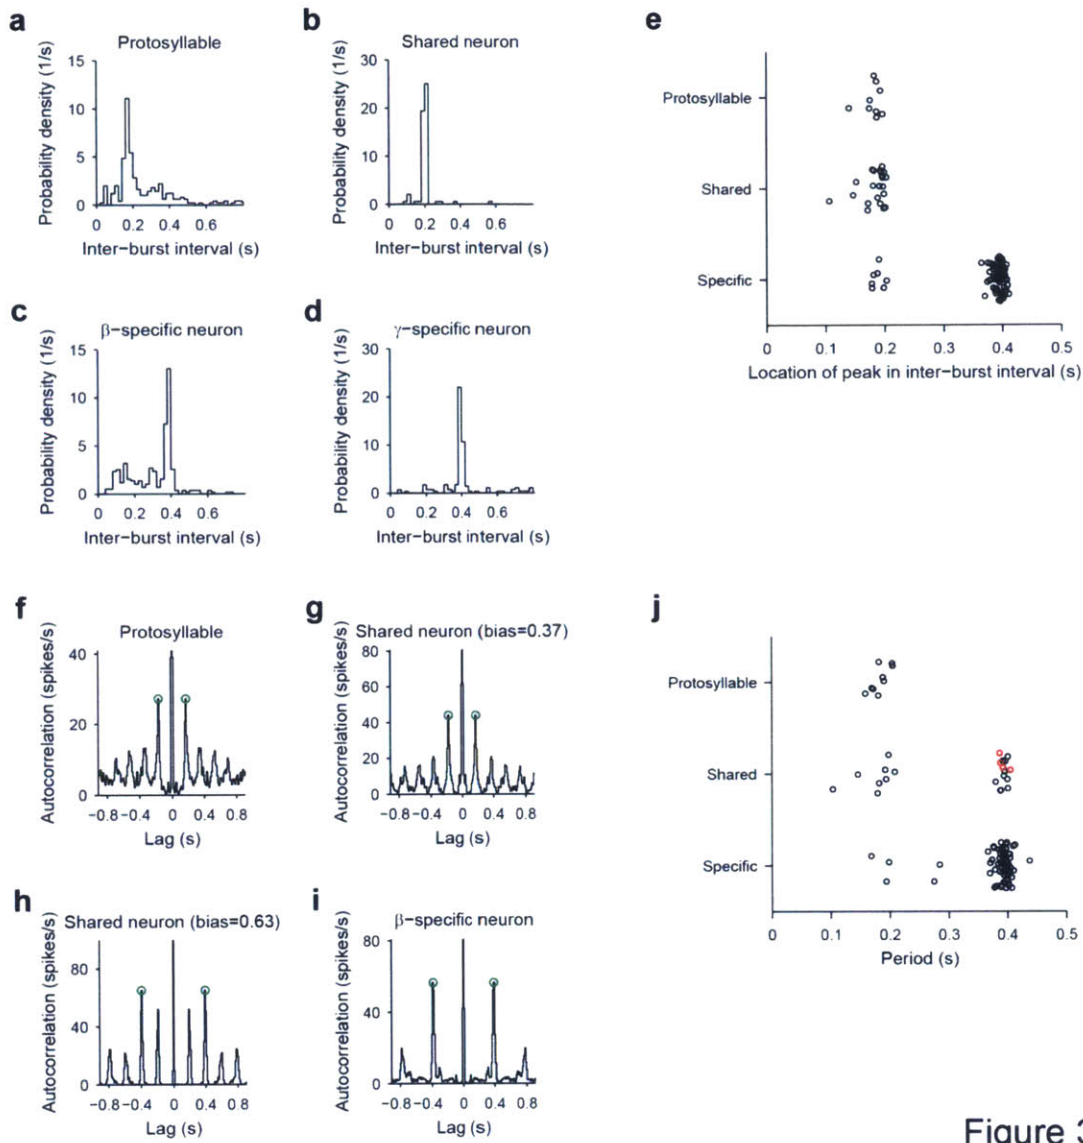 a
Protosyllable
Probability density (1/s)
15
10
5
0
0 0.2 0.4 0.6
Inter−burst interval (s)
b
Shared neuron
Probability density (1/s)
30
20
10
0
0 0.2 0.4 0.6
Inter−burst interval (s)
c
β−specific neuron
Probability density (1/s)
15
10
5
0
0 0.2 0.4 0.6
Inter−burst interval (s)
d
γ−specific neuron
Probability density (1/s)
30
20
10
0
0 0.2 0.4 0.6
Inter−burst interval (s)
e
Protosyllable
Shared
Specific
0 0.1 0.2 0.3 0.4 0.5
Location of peak in inter−burst interval (s)
f
Protosyllable
Autocorrelation (spikes/s)
40
20
0
−0.8 −0.4 0 0.4 0.8
Lag (s)
g
Shared neuron (bias=0.37)
Autocorrelation (spikes/s)
80
60
40
20
0
−0.8 −0.4 0 0.4 0.8
Lag (s)
h
Shared neuron (bias=0.63)
Autocorrelation (spikes/s)
80
40
0
−0.8 −0.4 0 0.4 0.8
Lag (s)
i
β−specific neuron
Autocorrelation (spikes/s)
80
40
0
−0.8 −0.4 0 0.4 0.8
Lag (s)
j
Protosyllable
Shared
Specific
0 0.1 0.2 0.3 0.4 0.5
Period (s)
Figure 3